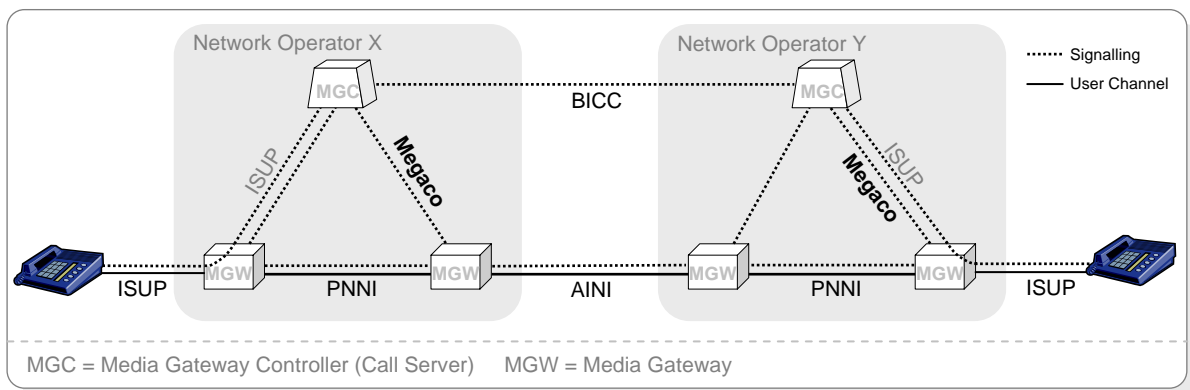 Network Operator X
Network Operator Y
Signalling
User Channel
MGC
MGC
BICC
ISUP
Megaco
Megaco
ISUP
MGW
MGW
MGW
MGW
ISUP
PNNI
AINI
PNNI
ISUP
MGC = Media Gateway Controller (Call Server) MGW = Media Gateway